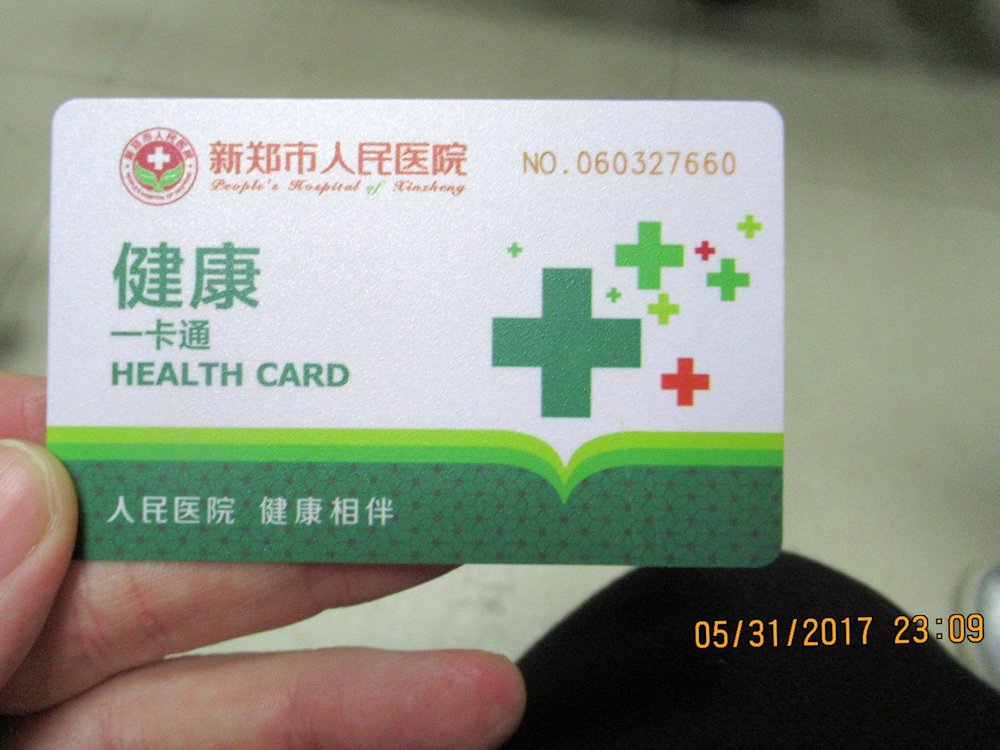 新郑市人民医院
People's Hospital of Xinzheng
NO.060327660
健康
一卡通
HEALTH CARD
人民医院 健康相伴
05/31/2017 23:09